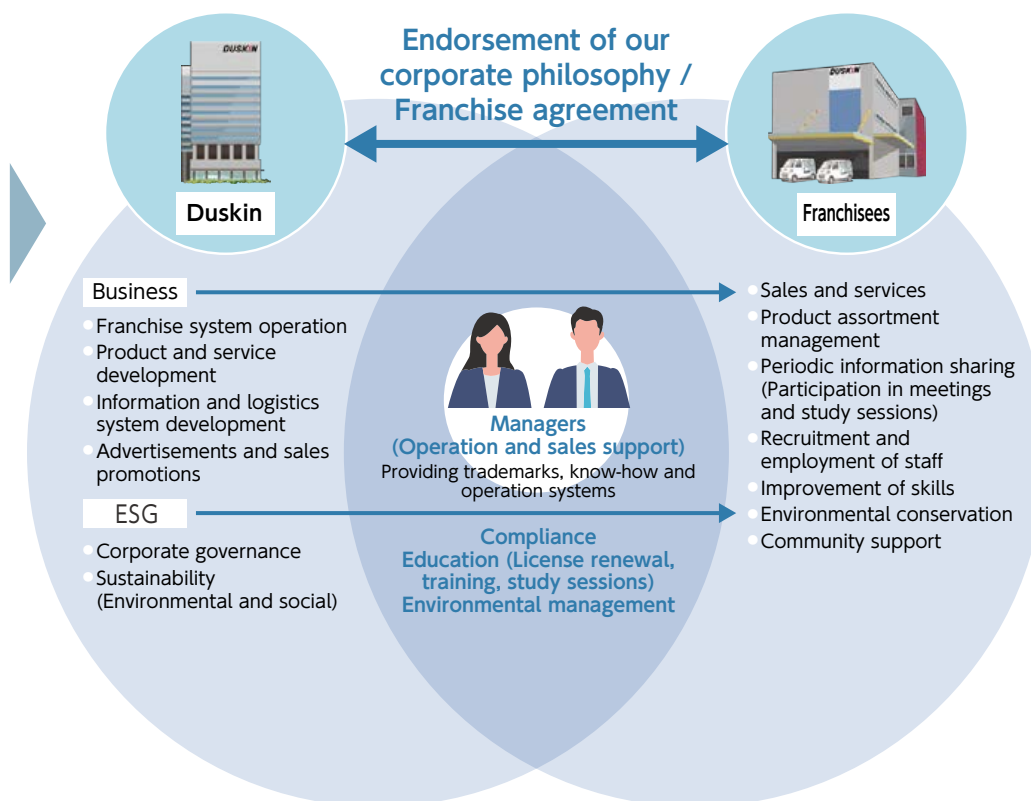 Endorsement of our
corporate philosophy /
Franchise agreement
DUSKIN
DUSKIN
Duskin
Franchisees
Business
Franchise system operation
Product and service
development
Information and logistics
system development
Advertisements and sales
promotions
ESG
Corporate governance
Sustainability
(Environmental and social)
Managers
(Operation and sales support)
Providing trademarks, know-how and
operation systems
Compliance
Education (License renewal,
training, study sessions)
Environmental management
Sales and services
Product assortment
management
Periodic information sharing
(Participation in meetings
and study sessions)
Recruitment and
employment of staff
Improvement of skills
Environmental conservation
Community support